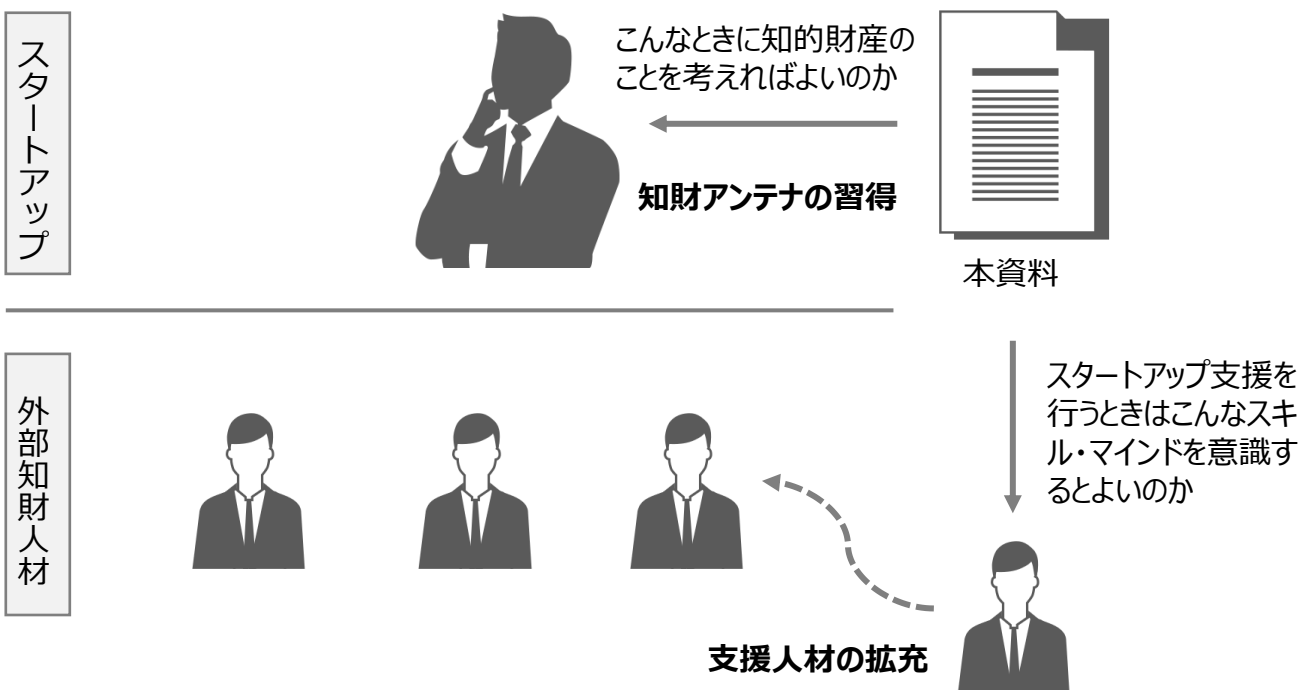 スタートアップ
こんなときに知的財産の
ことを考えればよいのか
知財アンテナの習得
本資料
外部知財人材
スタートアップ支援を
行うときはこんなスキ
ル・マインドを意識す
るとよいのか
支援人材の拡充